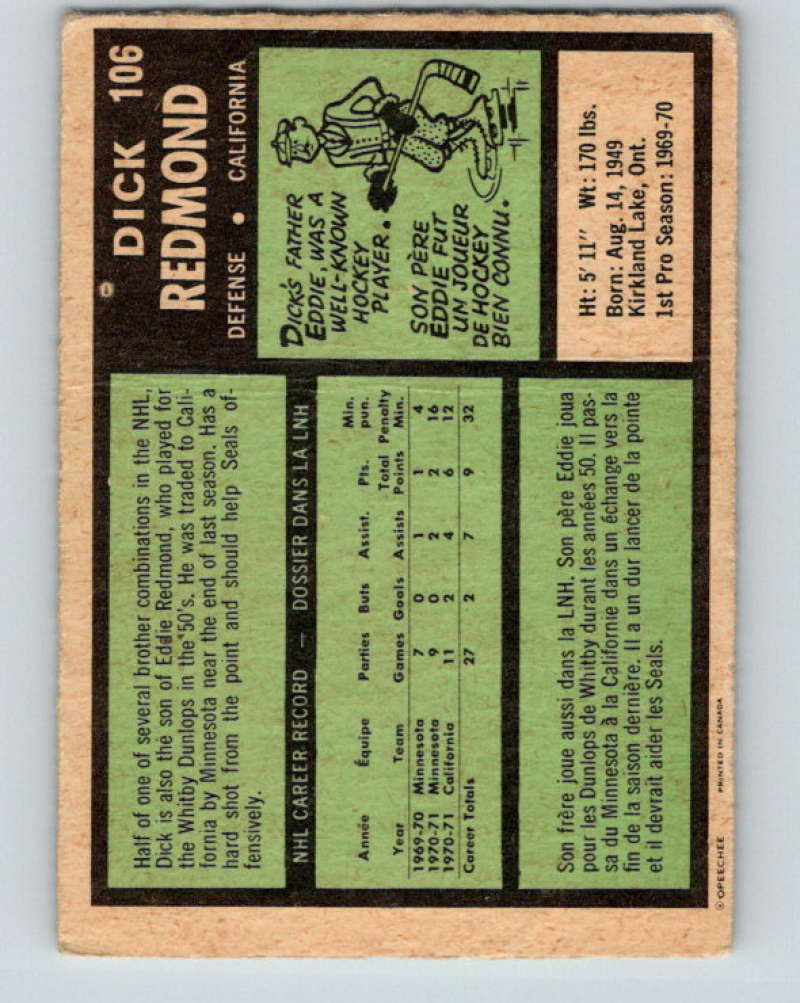 DICK 106
REDMOND
DEFENSE • CALIFORNIA
Half of one of several brother combinations in the NHL,
Dick is also the son of Eddie Redmond, who played for
the Whitby Dunlops in the '50's. He was traded to Cali-
fornia by Minnesota near the end of last season. Has a
hard shot from the point and should help Seals of-
fensively.
DICK'S FATHER
EDDIE, WAS A
WELL-KNOWN
HOCKEY
PLAYER.
SON PÈRE
EDDIE FUT
UN JOUEUR
DE HOCKEY
BIEN CONNU.
NHL CAREER RECORD — DOSSIER DANS LA LNH
Min.
Année Équipe Parties Buts Assist. Pts. pun.
Total Penalty
Year Team Games Goals Assists Points Min.
1969-70 Minnesota 7 0 1 1 4
1970-71 Minnesota 9 0 2 2 16
1970-71 California 11 2 4 6 12
Career Totals 27 2 7 9 32
Ht: 5' 11" Wt: 170 lbs.
Born: Aug. 14, 1949
Kirkland Lake, Ont.
1st Pro Season: 1969-70
Son frère joue aussi dans la LNH. Son père Eddie joua
pour les Dunlops de Whitby durant les années 50. Il pas-
sa du Minnesota à la Californie dans un échange vers la
fin de la saison dernière. Il a un dur lancer de la pointe
et il devrait aider les Seals.
© OPEECHEE PRINTED IN CANADA